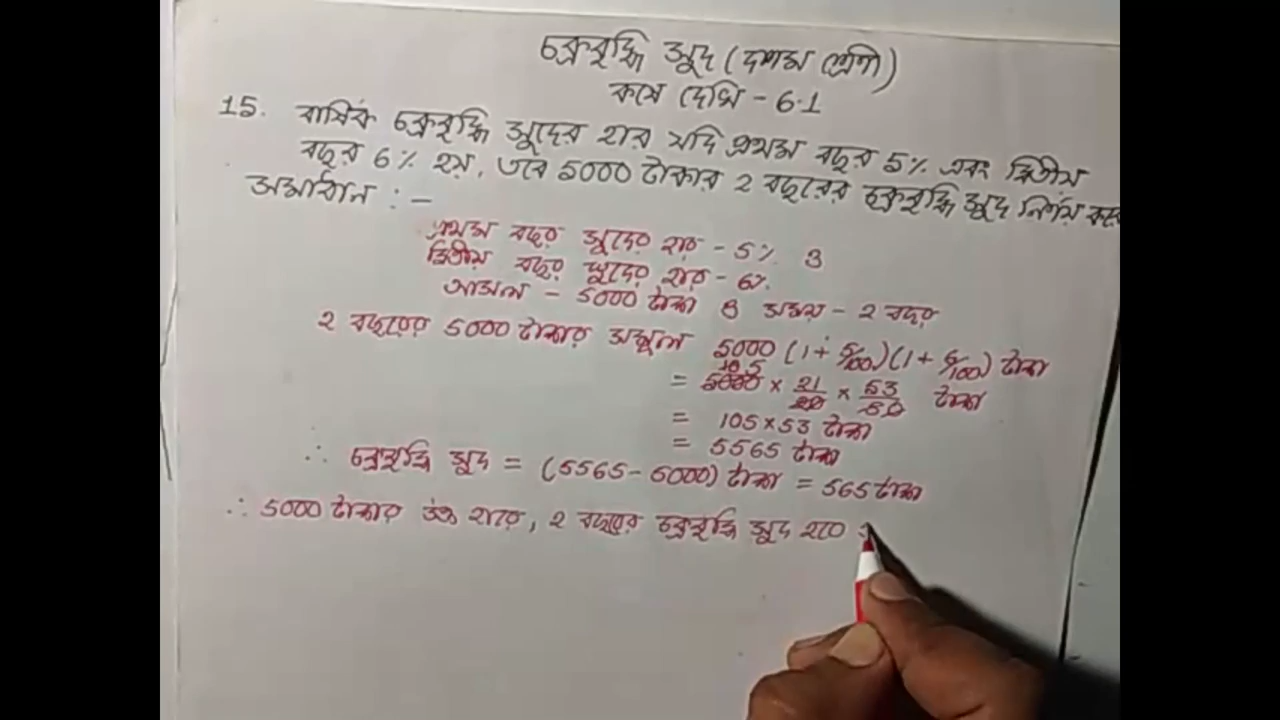 চক্রবৃদ্ধি সুদ (দশম শ্রেণী)
কষে দেখি - 6.1
15. বার্ষিক চক্রবৃদ্ধি সুদের হার যদি প্রথম বছর 5% এবং দ্বিতীয়
বছর 6% হয়, তবে 5000 টাকার 2 বছরের চক্রবৃদ্ধি সুদ নির্ণয় কর
সমাধান : —
প্রথম বছর সুদের হার - 5% ও
দ্বিতীয় বছর সুদের হার - 6%
আসল - 5000 টাকা ও সময় - 2 বছর
2 বছরের 5000 টাকার সমূল 5000 (1 + 5/100) (1 + 6/100) টাকা
= 5000 × 21/20 × 53/50 টাকা
= 105 × 53 টাকা
= 5565 টাকা
∴ চক্রবৃদ্ধি সুদ = (5565 - 5000) টাকা = 565 টাকা
∴ 5000 টাকার উক্ত হারে, 2 বছরের চক্রবৃদ্ধি সুদ হবে